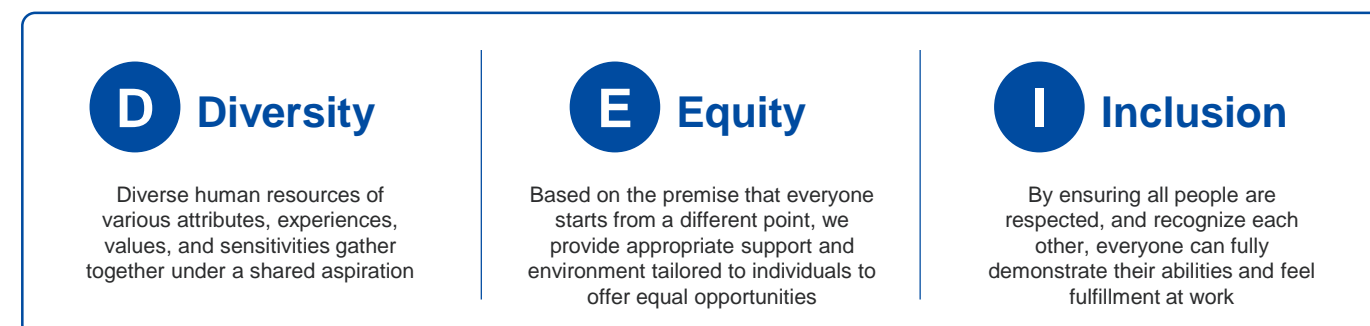 D Diversity
Diverse human resources of
various attributes, experiences,
values, and sensitivities gather
together under a shared aspiration
E Equity
Based on the premise that everyone
starts from a different point, we
provide appropriate support and
environment tailored to individuals to
offer equal opportunities
I Inclusion
By ensuring all people are
respected, and recognize each
other, everyone can fully
demonstrate their abilities and feel
fulfillment at work